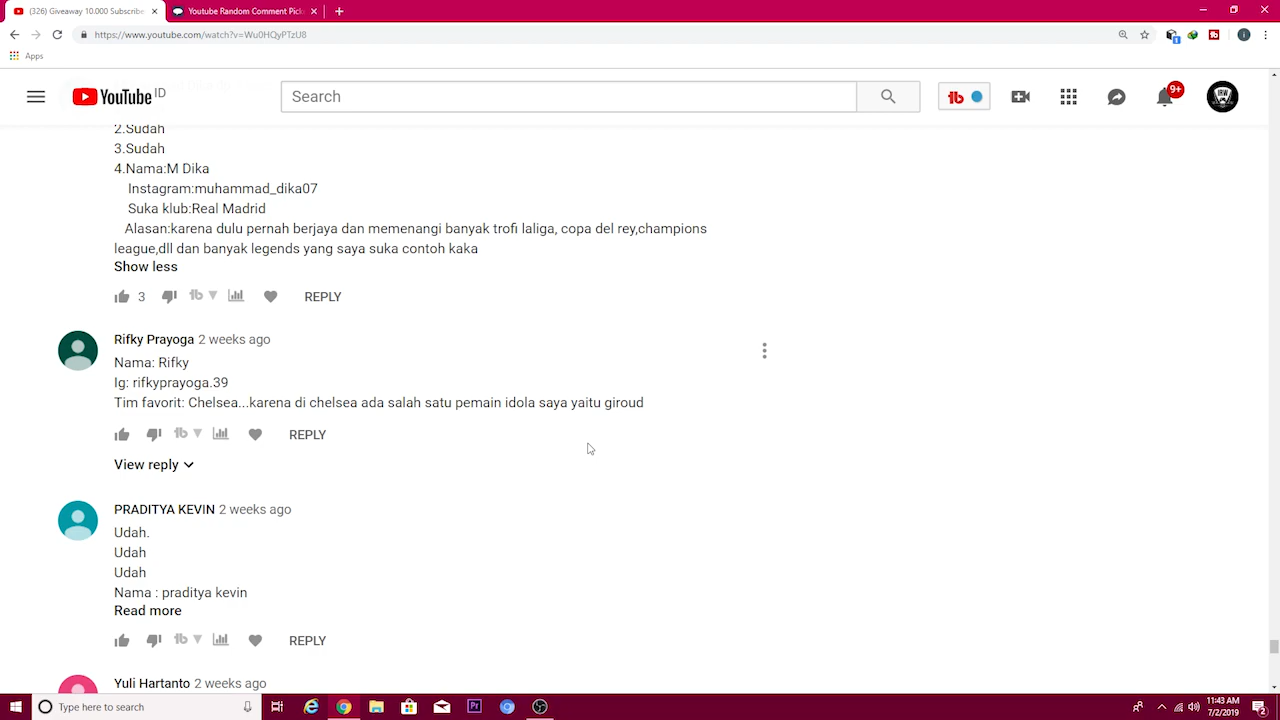 (326) Giveaway 10.000 Subscribe
Youtube Random Comment Pick
https://www.youtube.com/watch?v=Wu0HQyPTzU8
Apps
YouTube ID
Search
tb
9+
2.Sudah
3.Sudah
4.Nama:M Dika
Instagram:muhammad_dika07
Suka klub:Real Madrid
Alasan:karena dulu pernah berjaya dan memenangi banyak trofi laliga, copa del rey,champions
league,dll dan banyak legends yang saya suka contoh kaka
Show less
3 tb REPLY
Rifky Prayoga 2 weeks ago
Nama: Rifky
Ig: rifkyprayoga.39
Tim favorit: Chelsea...karena di chelsea ada salah satu pemain idola saya yaitu giroud
tb REPLY
View reply
PRADITYA KEVIN 2 weeks ago
Udah.
Udah
Udah
Nama : praditya kevin
Read more
tb REPLY
Yuli Hartanto 2 weeks ago
Type here to search
Pr
11:43 AM
7/2/2019
2